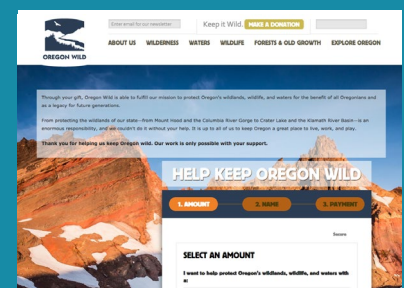 Enter email for our newsletter
Keep it Wild.
MAKE A DONATION
OREGON WILD
ABOUT US WILDERNESS WATERS WILDLIFE FORESTS & OLD GROWTH EXPLORE OREGON
Through your gift, Oregon Wild is able to fulfill our mission to protect Oregon's wildlands, wildlife, and waters for the benefit of all Oregonians and
as a legacy for future generations.
From protecting the wildlands of our state—from Mount Hood and the Columbia River Gorge to Crater Lake and the Klamath River Basin—is an
enormous responsibility, and we couldn't do it without your help. It is up to all of us to keep Oregon a great place to live, work, and play.
Thank you for helping us keep Oregon wild. Our work is only possible with your support.
HELP KEEP OREGON WILD
1. AMOUNT 2. NAME 3. PAYMENT
Secure
SELECT AN AMOUNT
I want to help protect Oregon's wildlands, wildlife, and waters with
a: